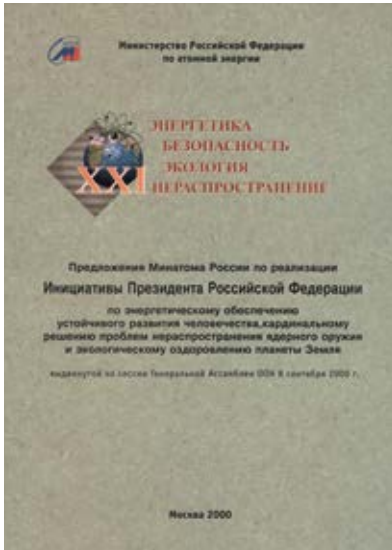 Министерство Российской Федерации
по атомной энергии
ЭНЕРГЕТИКА
БЕЗОПАСНОСТЬ
ЭКОЛОГИЯ
XXI НЕРАСПРОСТРАНЕНИЕ
Предложения Минатома России по реализации
Инициативы Президента Российской Федерации
по энергетическому обеспечению
устойчивого развития человечества,кардинальному
решению проблем нераспространения ядерного оружия
и экологическому оздоровлению планеты Земля
выдвинутой на сессии Генеральной Ассамблеи ООН 6 сентября 2000 г.
Москва 2000